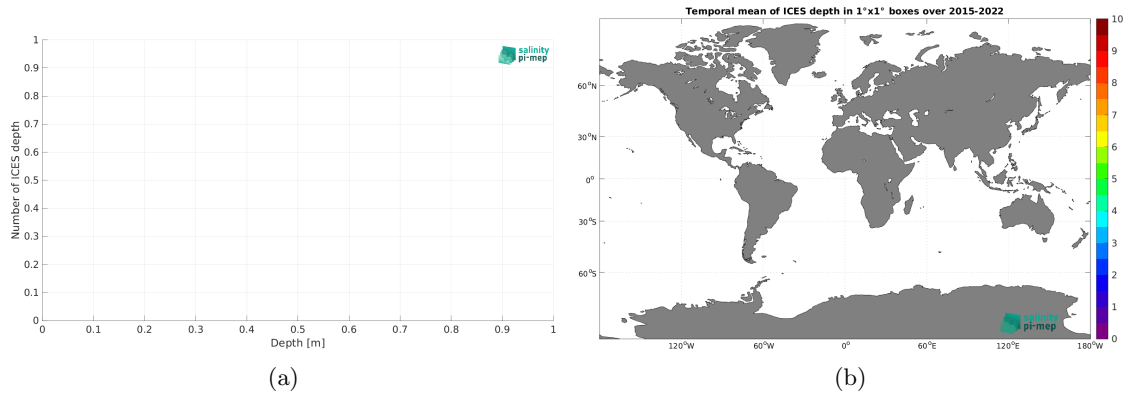 Temporal mean of ICES depth in 1°x1° boxes over 2015-2022
1
0.9
0.8
0.7
0.6
0.5
0.4
0.3
0.2
0.1
0
Number of ICES depth
0 0.1 0.2 0.3 0.4 0.5 0.6 0.7 0.8 0.9 1
Depth [m]
salinity
pi-mep
60°N
30°N
0°
30°S
60°S
120°W 60°W 0° 60°E 120°E 180°W
salinity
pi-mep
10
9
8
7
6
5
4
3
2
1
0
(a) (b)